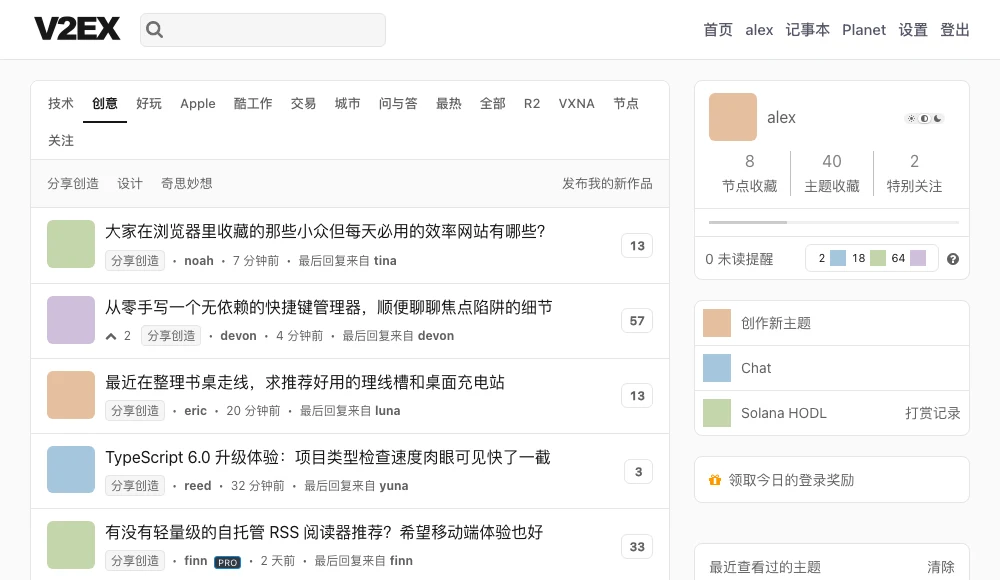 V2EX
首页 alex 记事本 Planet 设置 登出
技术 创意 好玩 Apple 酷工作 交易 城市 问与答 最热 全部 R2 VXNA 节点
关注
分享创造 设计 奇思妙想 发布我的新作品
大家在浏览器里收藏的那些小众但每天必用的效率网站有哪些？
分享创造 • noah • 7 分钟前 • 最后回复来自 tina
13
从零手写一个无依赖的快捷键管理器，顺便聊聊焦点陷阱的细节
2 分享创造 • devon • 4 分钟前 • 最后回复来自 devon
57
最近在整理书桌走线，求推荐好用的理线槽和桌面充电站
分享创造 • eric • 20 分钟前 • 最后回复来自 luna
13
TypeScript 6.0 升级体验：项目类型检查速度肉眼可见快了一截
分享创造 • reed • 32 分钟前 • 最后回复来自 yuna
3
有没有轻量级的自托管 RSS 阅读器推荐？希望移动端体验也好
分享创造 • finn PRO • 2 天前 • 最后回复来自 finn
33
alex
8 40 2
节点收藏 主题收藏 特别关注
0 未读提醒 2 18 64 ?
创作新主题
Chat
Solana HODL 打赏记录
领取今日的登录奖励
最近查看过的主题 清除